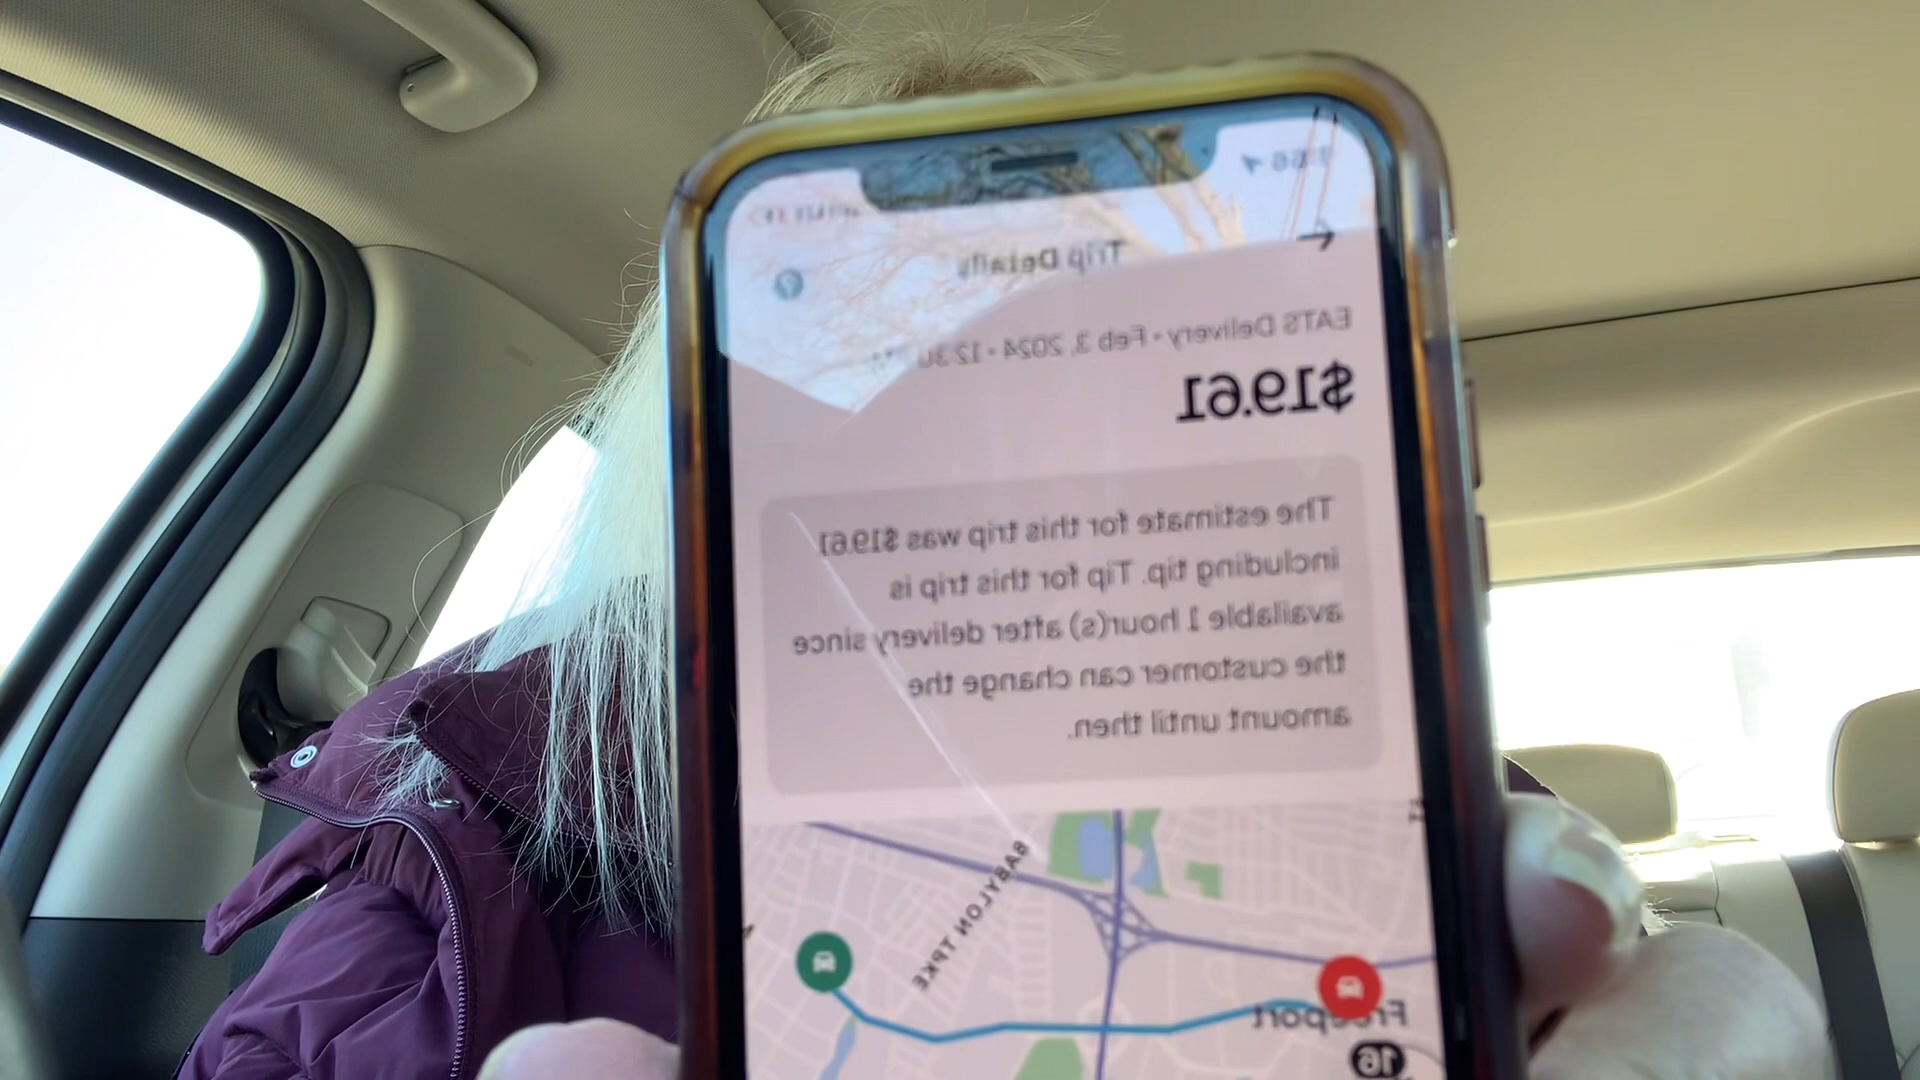 Trip Details
EATS Delivery • Feb 3, 2024 • 12:30
$19.61
The estimate for this trip was $19.61
including tip. Tip for this trip is
available 1 hour(s) after delivery since
the customer can change the
amount until then.
BABYLON TPKE
Freeport
16